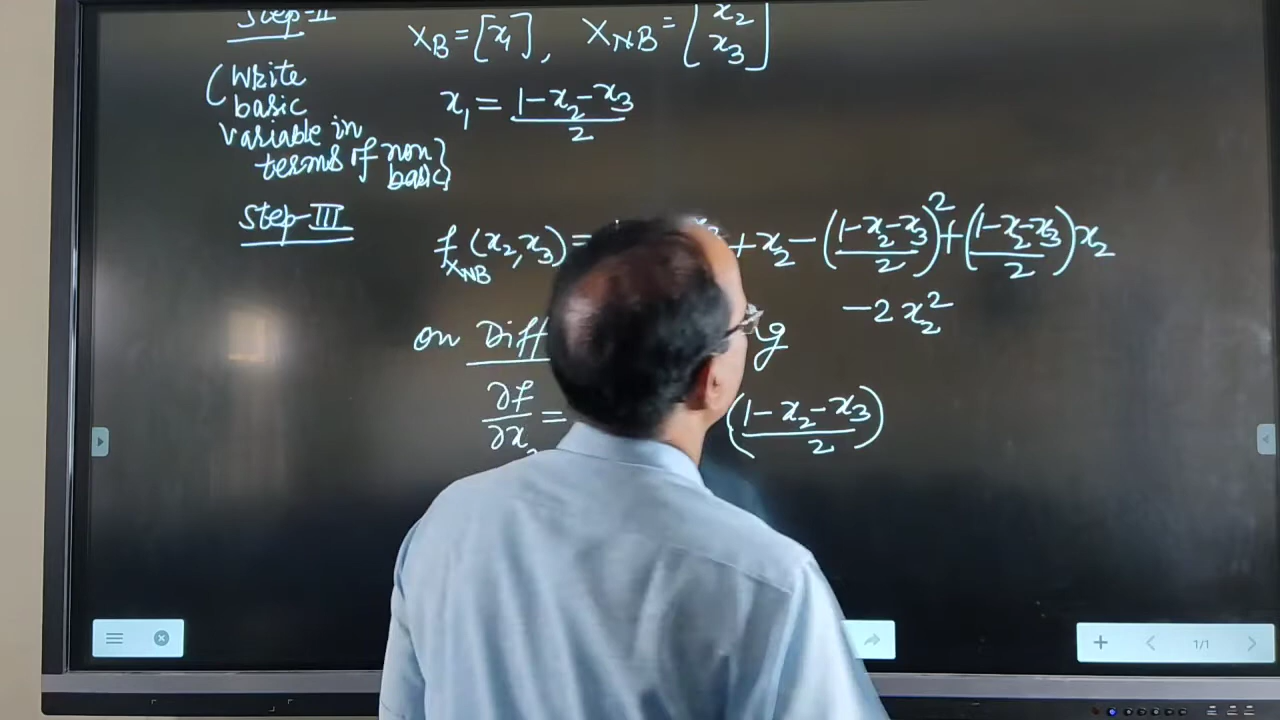 Step-II
X_B = [x_1], X_NB = [x_2 x_3]
(Write
basic
variable in
terms of non
basic)
x_1 = (1-x_2-x_3)/2
Step-III
f_{X_NB}(x_2,x_3) = + x_2 - ((1-x_2-x_3)/2)^2 + ((1-x_2-x_3)/2) x_2
-2x_2^2
On Diff g
∂f/∂x = ((1-x_2-x_3)/2)
1/1